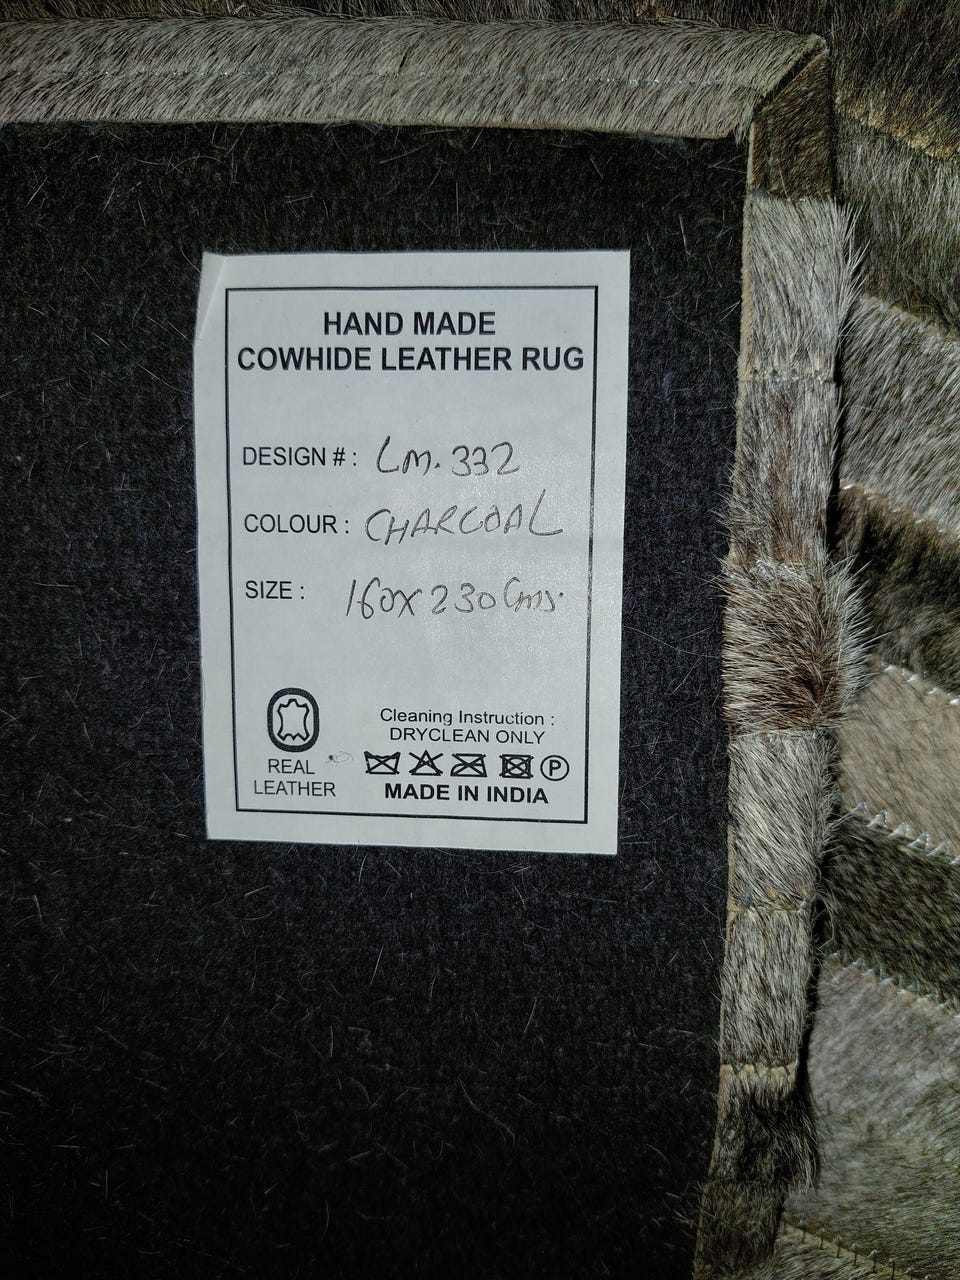 HAND MADE
COWHIDE LEATHER RUG
DESIGN # : Lm. 332
COLOUR : CHARCOAL
SIZE : 160X230 Cms.
Cleaning Instruction :
DRYCLEAN ONLY
P
REAL
LEATHER
MADE IN INDIA